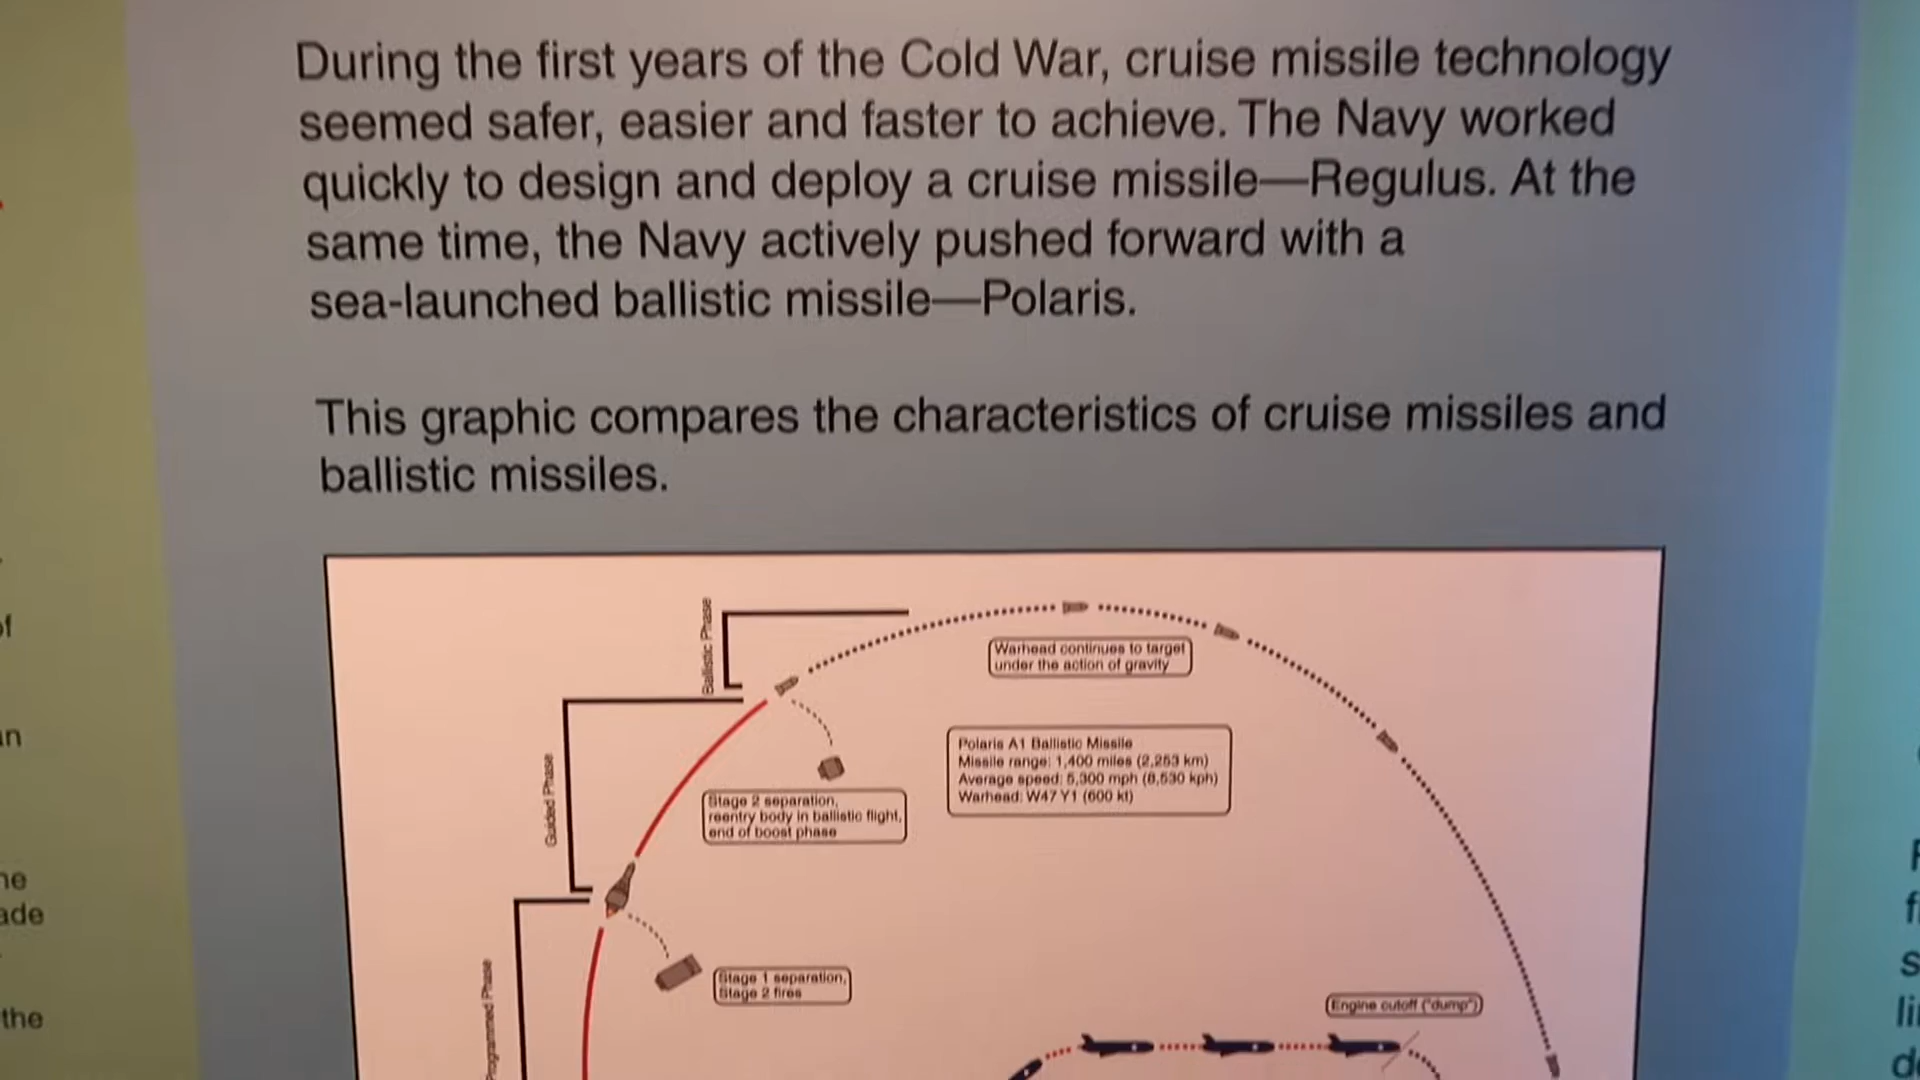 During the first years of the Cold War, cruise missile technology
seemed safer, easier and faster to achieve. The Navy worked
quickly to design and deploy a cruise missile—Regulus. At the
same time, the Navy actively pushed forward with a
sea-launched ballistic missile—Polaris.
This graphic compares the characteristics of cruise missiles and
ballistic missiles.
Ballistic Phase
Warhead continues to target
under the action of gravity
Polaris A1 Ballistic Missile
Missile range: 1,400 miles (2,253 km)
Average speed: 5,300 mph (8,530 kph)
Warhead: W47 Y1 (600 kt)
Guided Phase
Stage 2 separation,
reentry body in ballistic flight,
end of boost phase
Programmed Phase
Stage 1 separation,
Stage 2 fires
Engine cutoff ("dump")
the